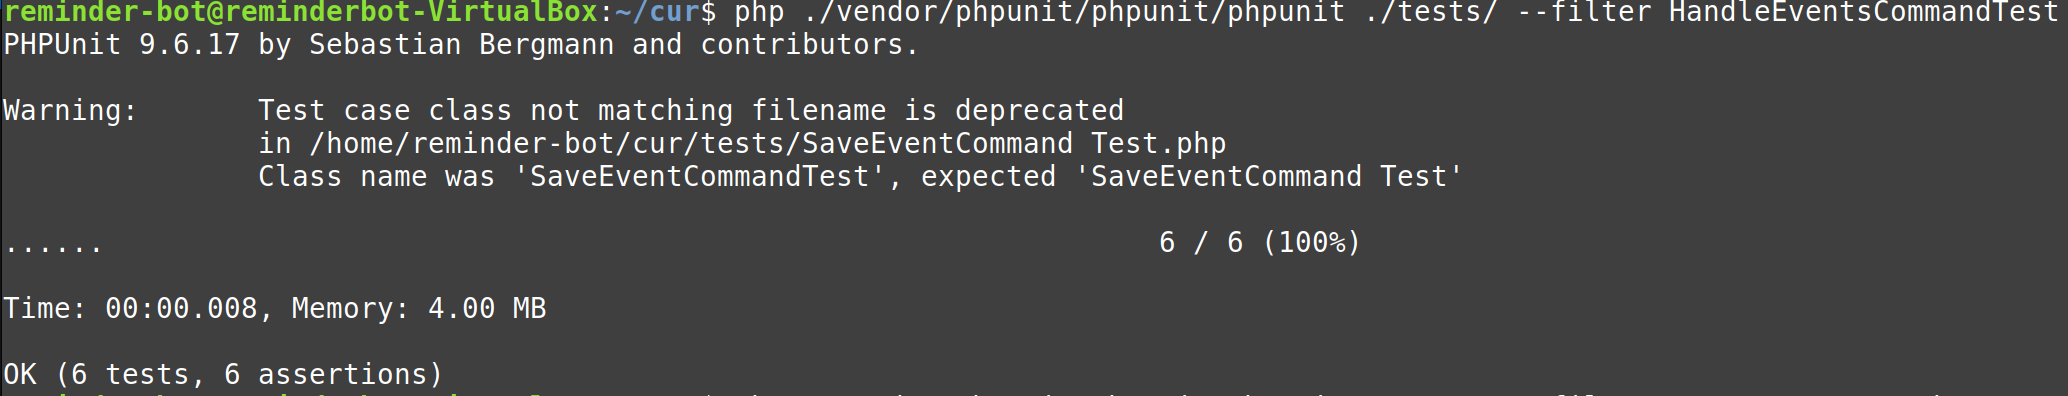 reminder-bot@reminderbot-VirtualBox:~/cur$ php ./vendor/phpunit/phpunit/phpunit ./tests/ --filter HandleEventsCommandTest
PHPUnit 9.6.17 by Sebastian Bergmann and contributors.
Warning:       Test case class not matching filename is deprecated
in /home/reminder-bot/cur/tests/SaveEventCommand Test.php
Class name was 'SaveEventCommandTest', expected 'SaveEventCommand Test'
......                                                              6 / 6 (100%)
Time: 00:00.008, Memory: 4.00 MB
OK (6 tests, 6 assertions)